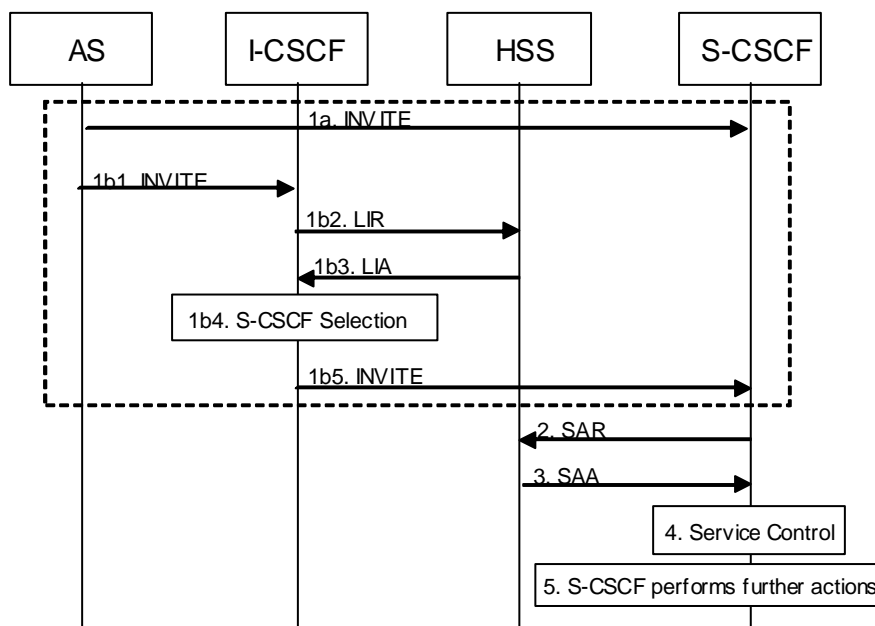 AS
I-CSCF
HSS
S-CSCF
1a. INVITE
1b1. INVITE
1b2. LIR
1b3. LIA
1b4. S-CSCF Selection
1b5. INVITE
2. SAR
3. SAA
4. Service Control
5. S-CSCF performs further actions